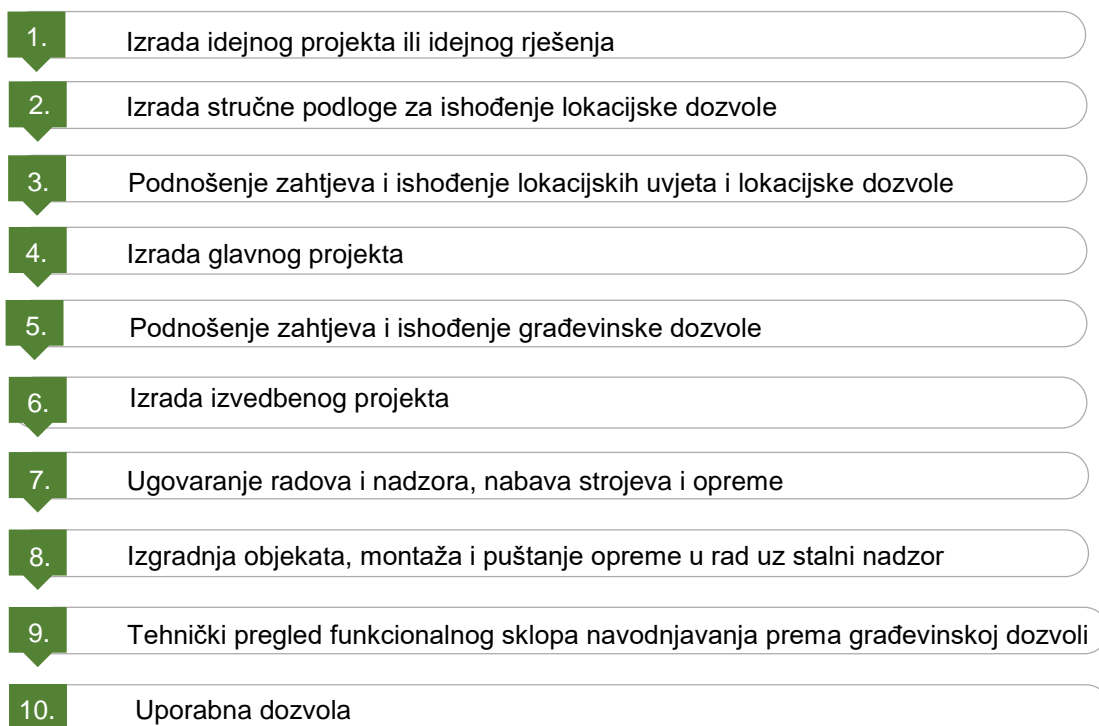 1. Izrada idejnog projekta ili idejnog rješenja
2. Izrada stručne podloge za ishođenje lokacijske dozvole
3. Podnošenje zahtjeva i ishođenje lokacijskih uvjeta i lokacijske dozvole
4. Izrada glavnog projekta
5. Podnošenje zahtjeva i ishođenje građevinske dozvole
6. Izrada izvedbenog projekta
7. Ugovaranje radova i nadzora, nabava strojeva i opreme
8. Izgradnja objekata, montaža i puštanje opreme u rad uz stalni nadzor
9. Tehnički pregled funkcionalnog sklopa navodnjavanja prema građevinskoj dozvoli
10. Uporabna dozvola